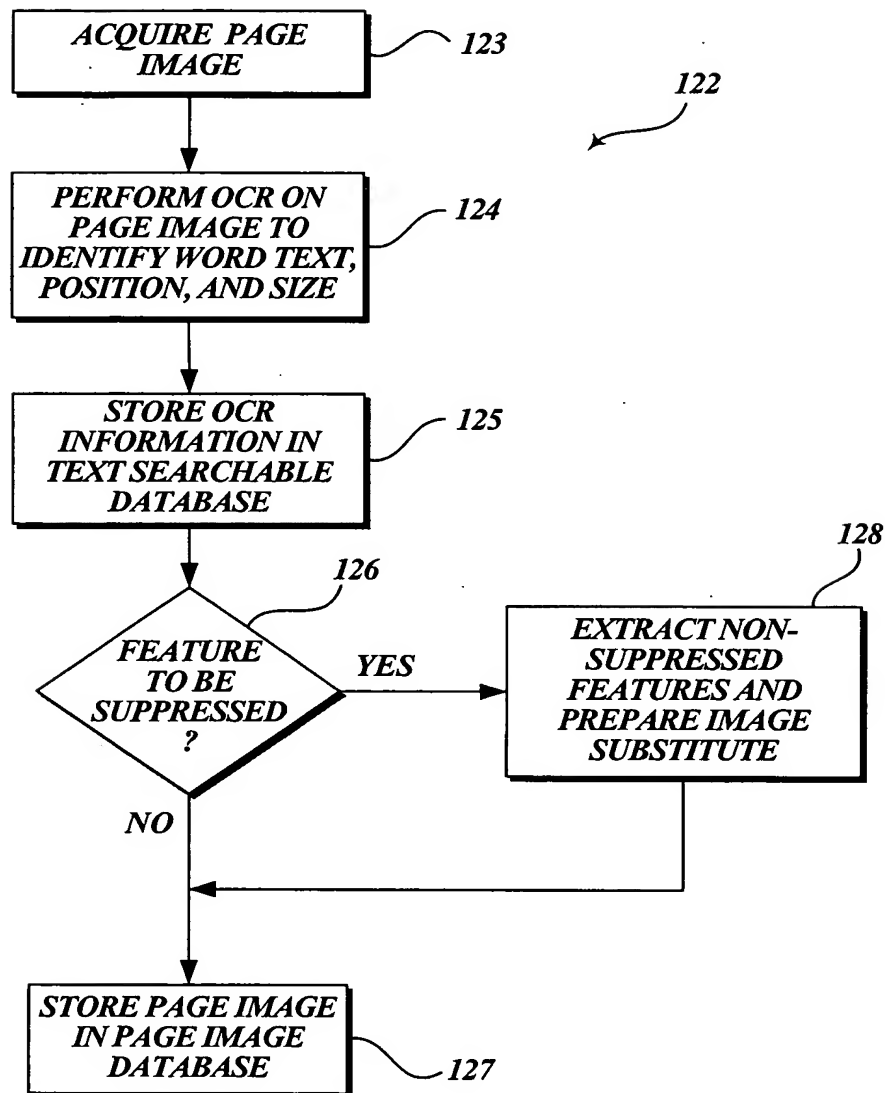 ACQUIRE PAGE
IMAGE
123
122
PERFORM OCR ON
PAGE IMAGE TO
IDENTIFY WORD TEXT,
POSITION, AND SIZE
124
STORE OCR
INFORMATION IN
TEXT SEARCHABLE
DATABASE
125
126
FEATURE
TO BE
SUPPRESSED
?
YES
NO
128
EXTRACT NON-
SUPPRESSED
FEATURES AND
PREPARE IMAGE
SUBSTITUTE
STORE PAGE IMAGE
IN PAGE IMAGE
DATABASE
127